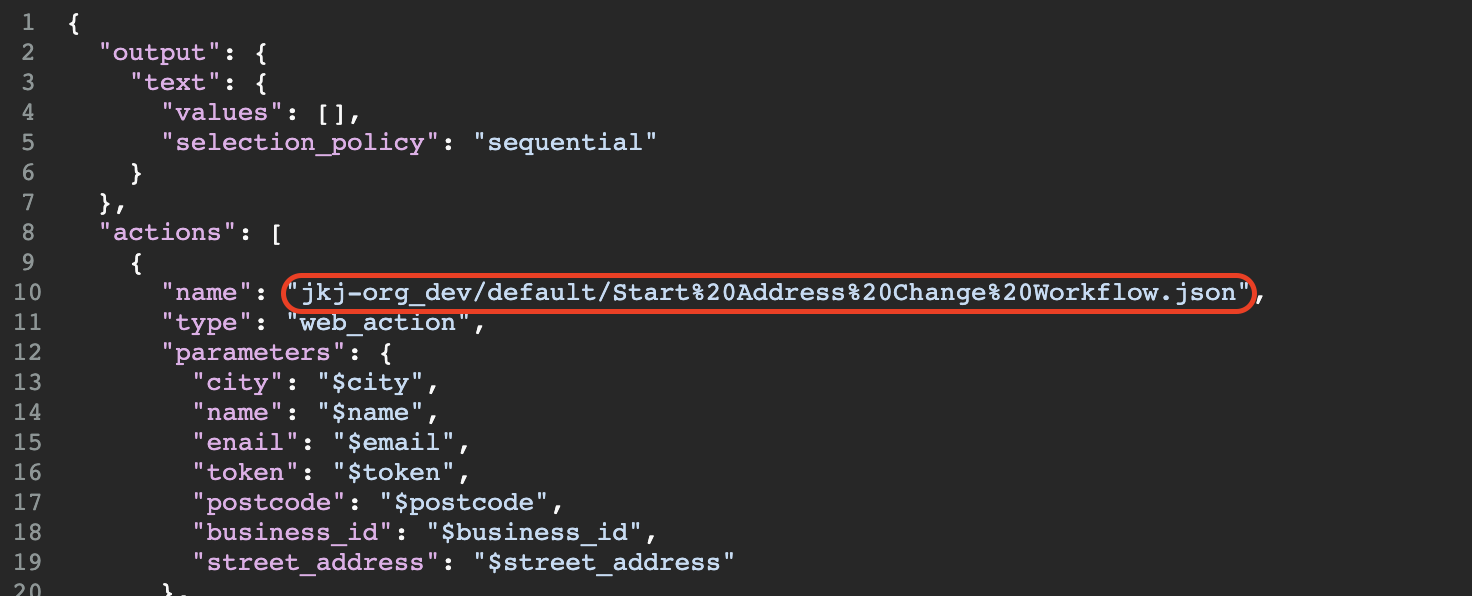 1 {
2 "output": {
3 "text": {
4 "values": [],
5 "selection_policy": "sequential"
6 }
7 },
8 "actions": [
9 {
10 "name": "jkj-org_dev/default/Start%20Address%20Change%20Workflow.json",
11 "type": "web_action",
12 "parameters": {
13 "city": "$city",
14 "name": "$name",
15 "enail": "$email",
16 "token": "$token",
17 "postcode": "$postcode",
18 "business_id": "$business_id",
19 "street_address": "$street_address"
20 },